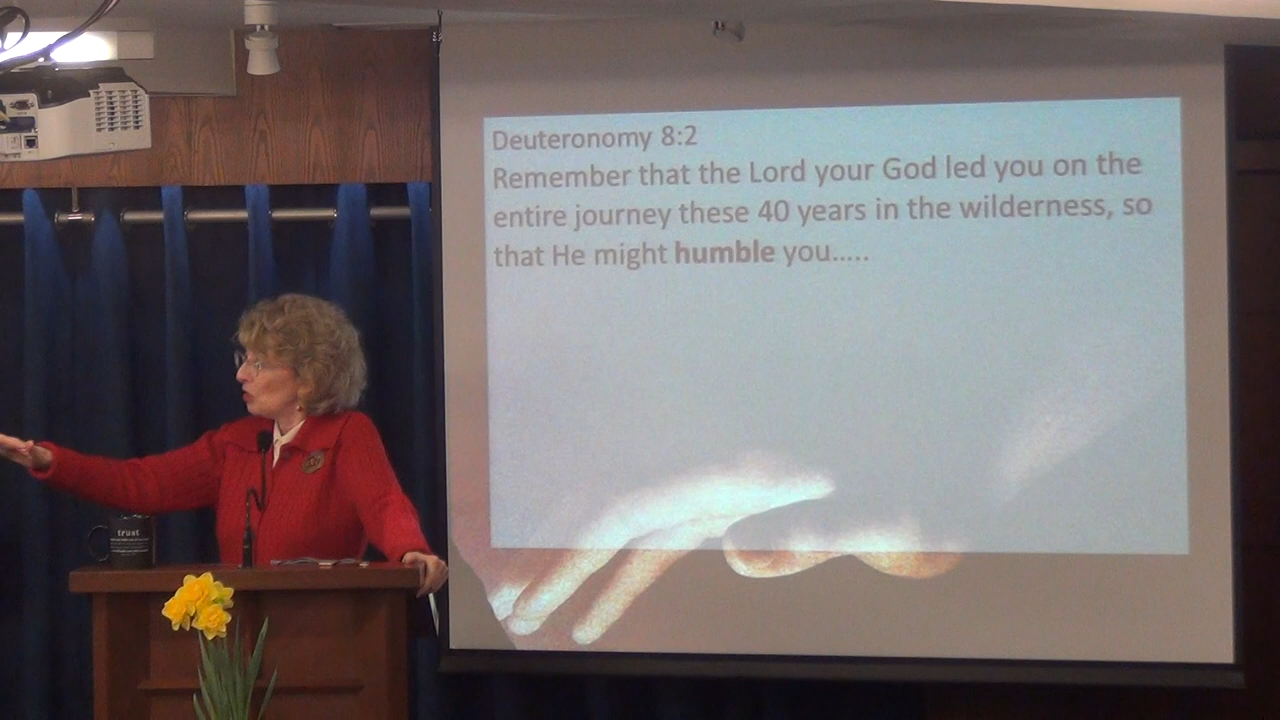 Deuteronomy 8:2
Remember that the Lord your God led you on the
entire journey these 40 years in the wilderness, so
that He might humble you.....
trust